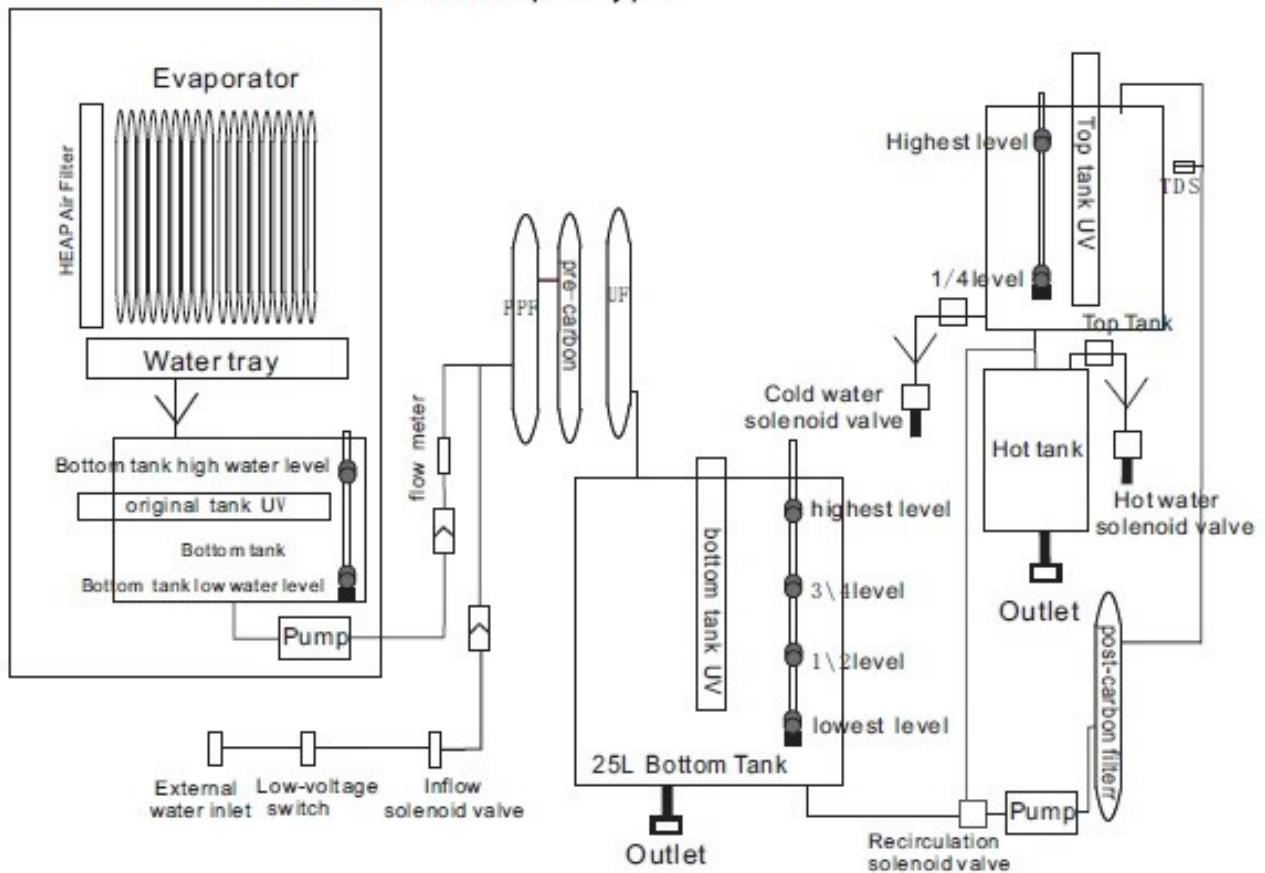 Evaporator
HEAP Air Filter
Water tray
Bottom tank high water level
original tank UV
Bottom tank
Bottom tank low water level
Pump
flow meter
External
water inlet
Low-voltage
switch
Inflow
solenoid valve
PPF
pre-carbon
UF
bottom tank UV
highest level
3\4level
1\2level
lowest level
25L Bottom Tank
Outlet
Highest level
1/4level
Top tank UV
TDS
Top Tank
Cold water
solenoid valve
Hot tank
Hot water
solenoid valve
Outlet
post-carbon filterr
Recirculation
solenoid valve
Pump